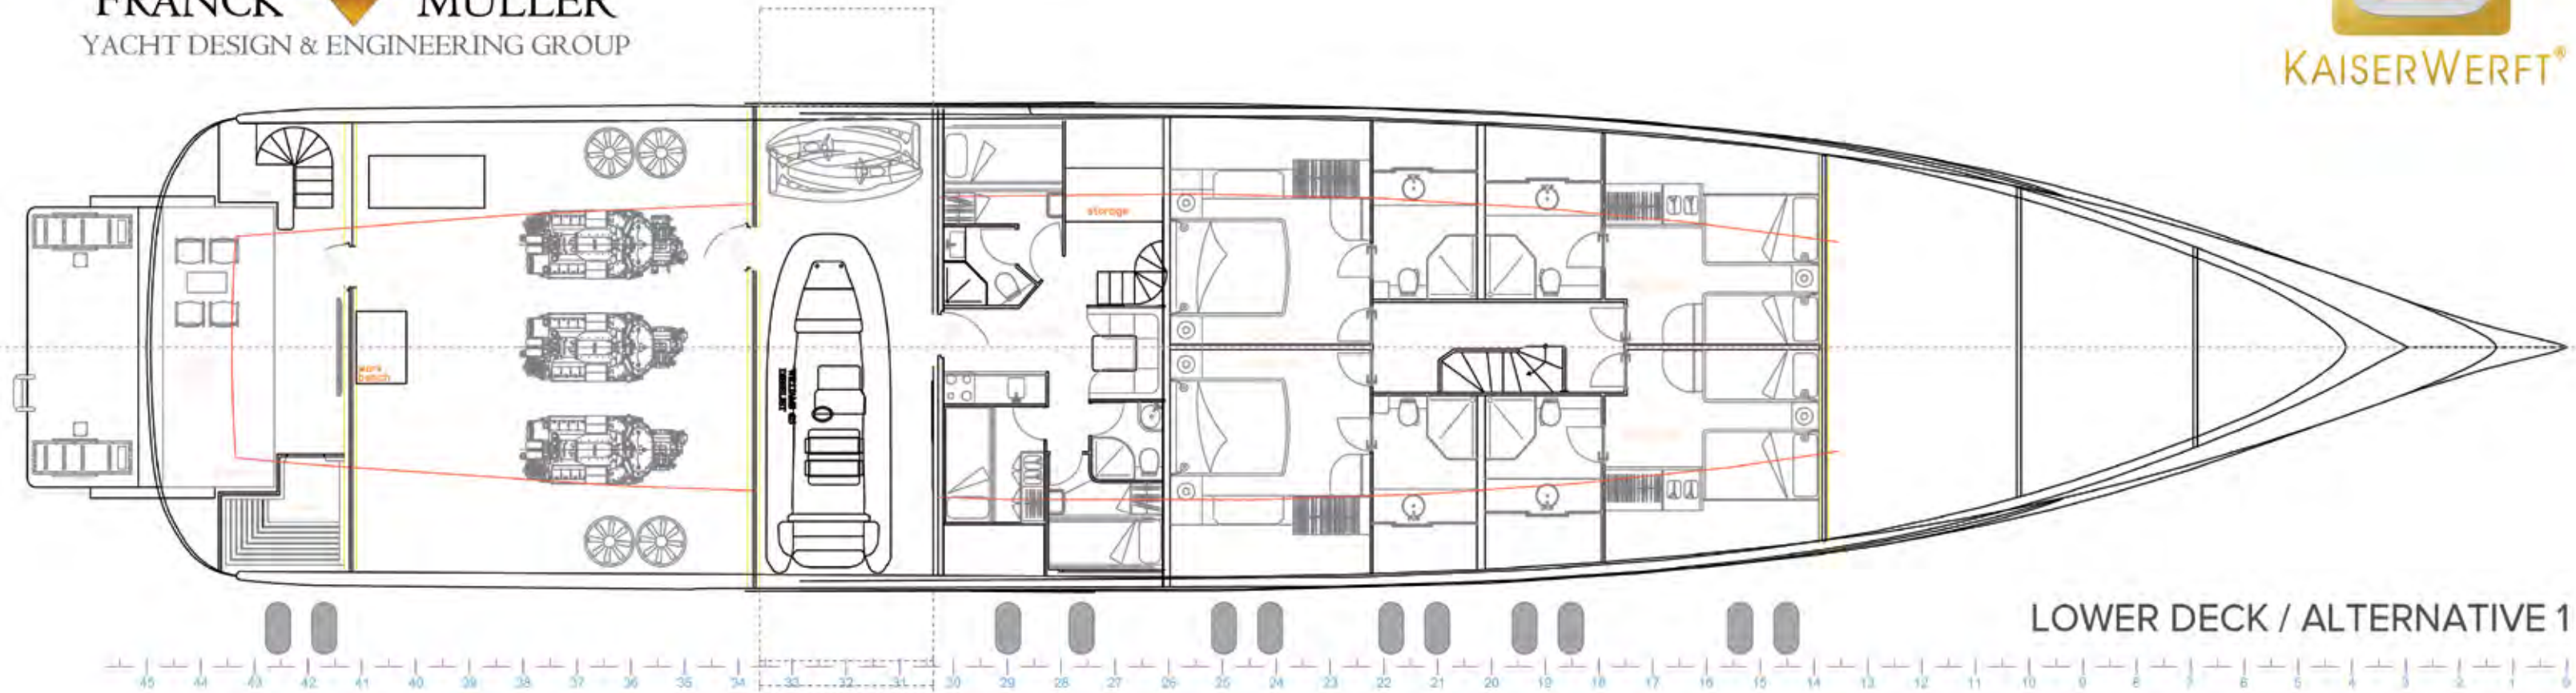 FRANCK MULLER
YACHT DESIGN & ENGINEERING GROUP
KAISERWERFT®
storage
work
bench
LOWER DECK / ALTERNATIVE 1
45 44 43 42 41 40 39 38 37 36 35 34 33 32 31 30 29 28 27 26 25 24 23 22 21 20 19 18 17 16 15 14 13 12 11 10 9 8 7 6 5 4 3 2 1 0